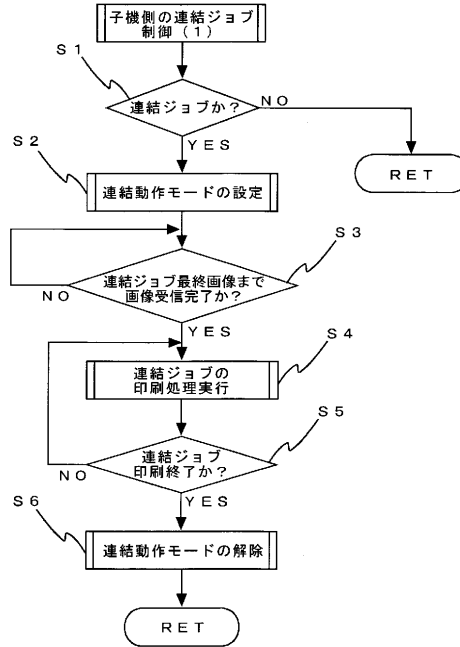 子機側の連結ジョブ
制御（１）
Ｓ１
連結ジョブか？
ＮＯ
ＹＥＳ
Ｓ２
ＲＥＴ
連結動作モードの設定
Ｓ３
連結ジョブ最終画像まで
画像受信完了か？
ＮＯ
ＹＥＳ
Ｓ４
連結ジョブの
印刷処理実行
Ｓ５
連結ジョブ
印刷終了か？
ＮＯ
ＹＥＳ
Ｓ６
連結動作モードの解除
ＲＥＴ